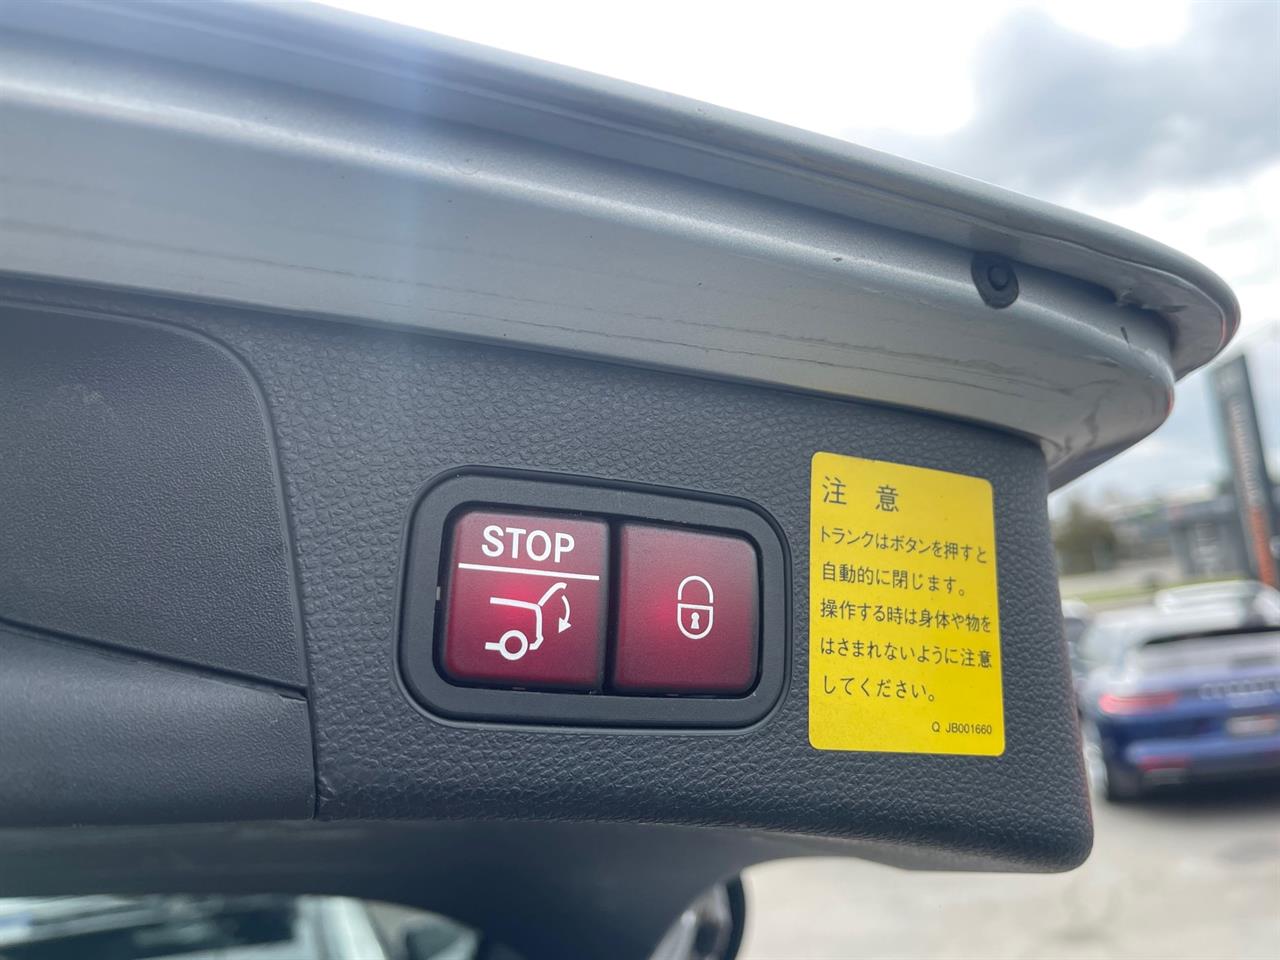 STOP
注 意
トランクはボタンを押すと
自動的に閉じます。
操作する時は身体や物を
はさまれないように注意
してください。
Q JB001660